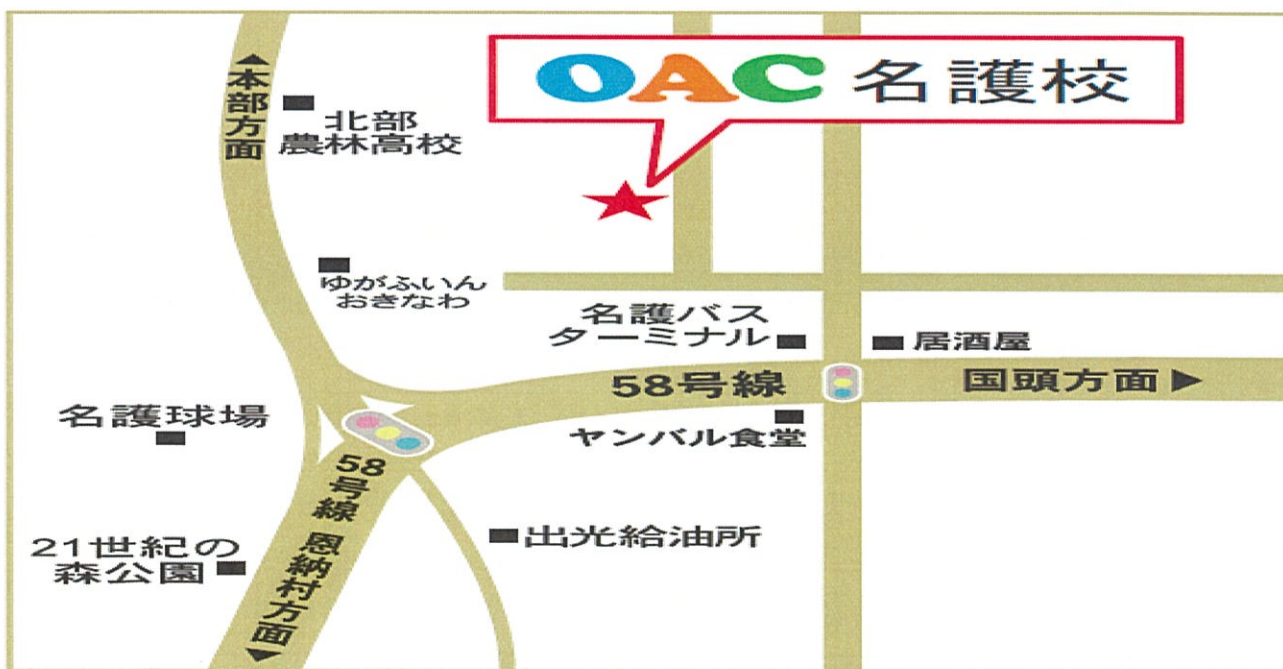 OAC 名護校
▲本部方面
北部
農林高校
ゆがふいん
おきなわ
名護バス
ターミナル
居酒屋
58号線
国頭方面▶
名護球場
ヤンバル食堂
58号線 恩納村方面▼
出光給油所
21世紀の
森公園